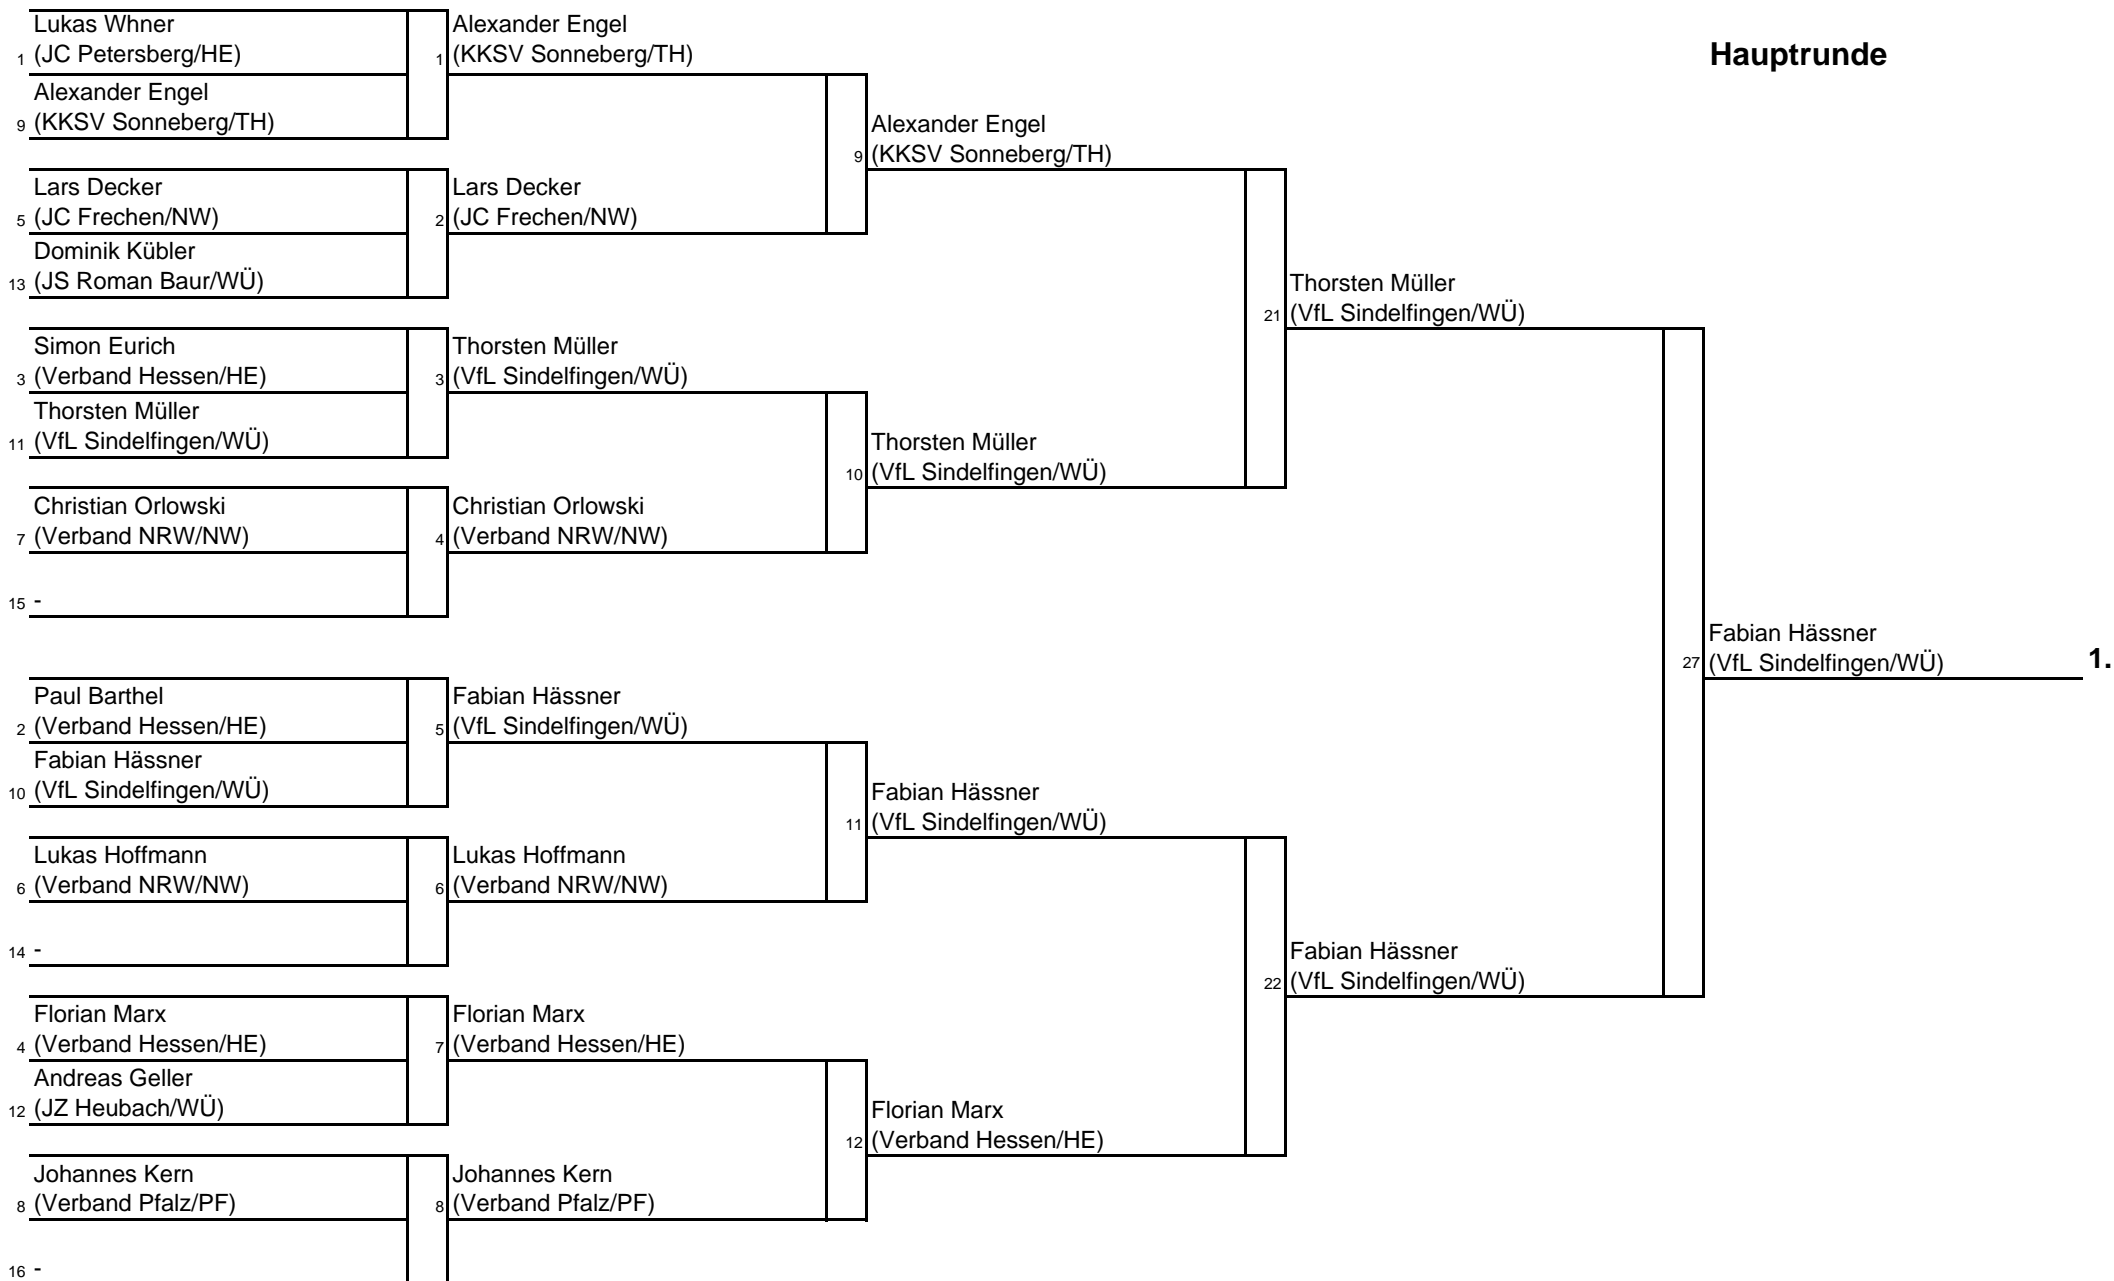 Hauptrunde
Lukas Whner
1 (JC Petersberg/HE)
Alexander Engel
9 (KKSV Sonneberg/TH)
Lars Decker
5 (JC Frechen/NW)
Dominik Kübler
13 (JS Roman Baur/WÜ)
Simon Eurich
3 (Verband Hessen/HE)
Thorsten Müller
11 (VfL Sindelfingen/WÜ)
Christian Orlowski
7 (Verband NRW/NW)
15 -
Paul Barthel
2 (Verband Hessen/HE)
Fabian Hässner
10 (VfL Sindelfingen/WÜ)
Lukas Hoffmann
6 (Verband NRW/NW)
14 -
Florian Marx
4 (Verband Hessen/HE)
Andreas Geller
12 (JZ Heubach/WÜ)
Johannes Kern
8 (Verband Pfalz/PF)
16 -
Alexander Engel
1 (KKSV Sonneberg/TH)
Lars Decker
2 (JC Frechen/NW)
Thorsten Müller
3 (VfL Sindelfingen/WÜ)
Christian Orlowski
4 (Verband NRW/NW)
Fabian Hässner
5 (VfL Sindelfingen/WÜ)
Lukas Hoffmann
6 (Verband NRW/NW)
Florian Marx
7 (Verband Hessen/HE)
Johannes Kern
8 (Verband Pfalz/PF)
Alexander Engel
9 (KKSV Sonneberg/TH)
Thorsten Müller
10 (VfL Sindelfingen/WÜ)
Fabian Hässner
11 (VfL Sindelfingen/WÜ)
Florian Marx
12 (Verband Hessen/HE)
Thorsten Müller
21 (VfL Sindelfingen/WÜ)
Fabian Hässner
22 (VfL Sindelfingen/WÜ)
Fabian Hässner
27 (VfL Sindelfingen/WÜ) 1.